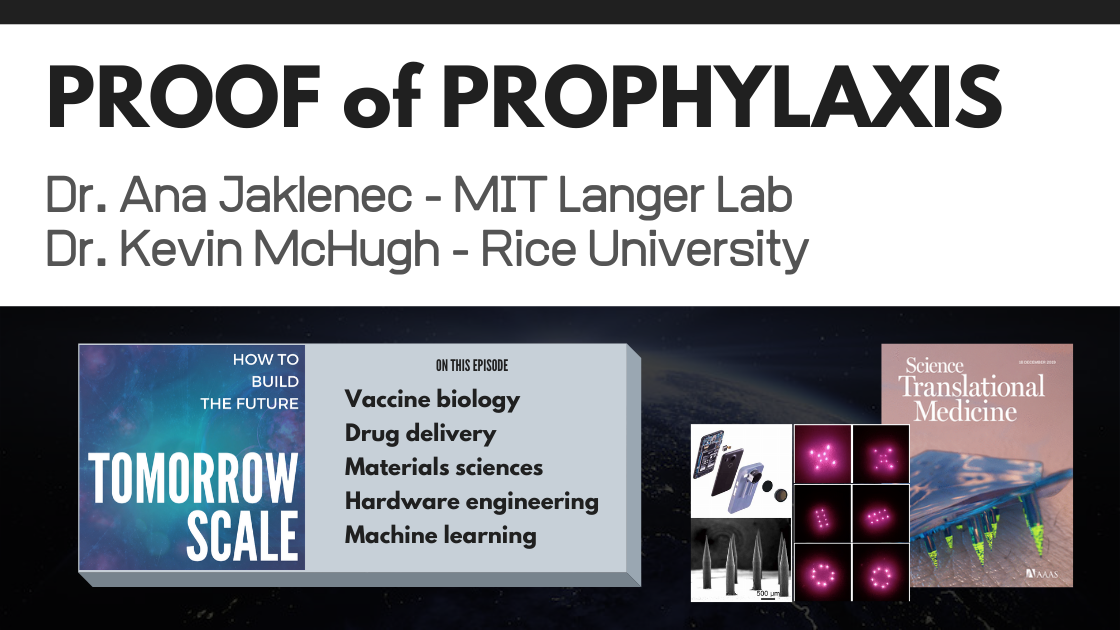 PROOF of PROPHYLAXIS
Dr. Ana Jaklenec - MIT Langer Lab
Dr. Kevin McHugh - Rice University
HOW TO
BUILD
THE FUTURE
TOMORROW
SCALE
ON THIS EPISODE
Vaccine biology
Drug delivery
Materials sciences
Hardware engineering
Machine learning
500 µm
Science
Translational
Medicine
AAAS